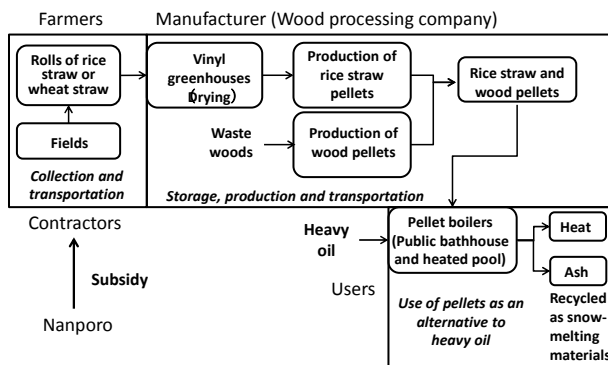 Farmers
Manufacturer (Wood processing company)
Rolls of rice
straw or
wheat straw
Fields
Collection and
transportation
Vinyl
greenhouses
(Drying)
Production of
rice straw
pellets
Waste
woods
Production of
wood pellets
Rice straw and
wood pellets
Storage, production and transportation
Contractors
Subsidy
Nanporo
Heavy
oil
Users
Pellet boilers
(Public bathhouse
and heated pool)
Use of pellets as an
alternative to
heavy oil
Heat
Ash
Recycled
as snow-
melting
materials